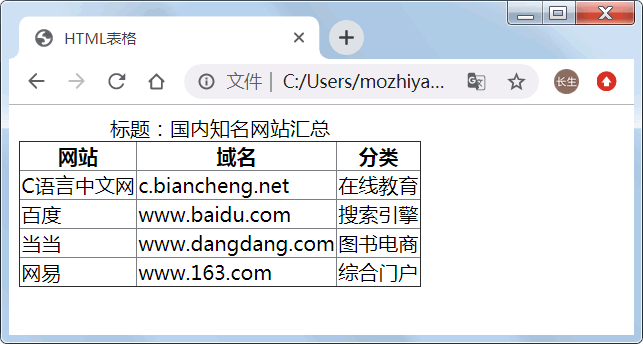 HTML表格
文件 | C:/Users/mozhiya...
长生
标题：国内知名网站汇总
网站 域名 分类
C语言中文网 c.biancheng.net 在线教育
百度 www.baidu.com 搜索引擎
当当 www.dangdang.com 图书电商
网易 www.163.com 综合门户